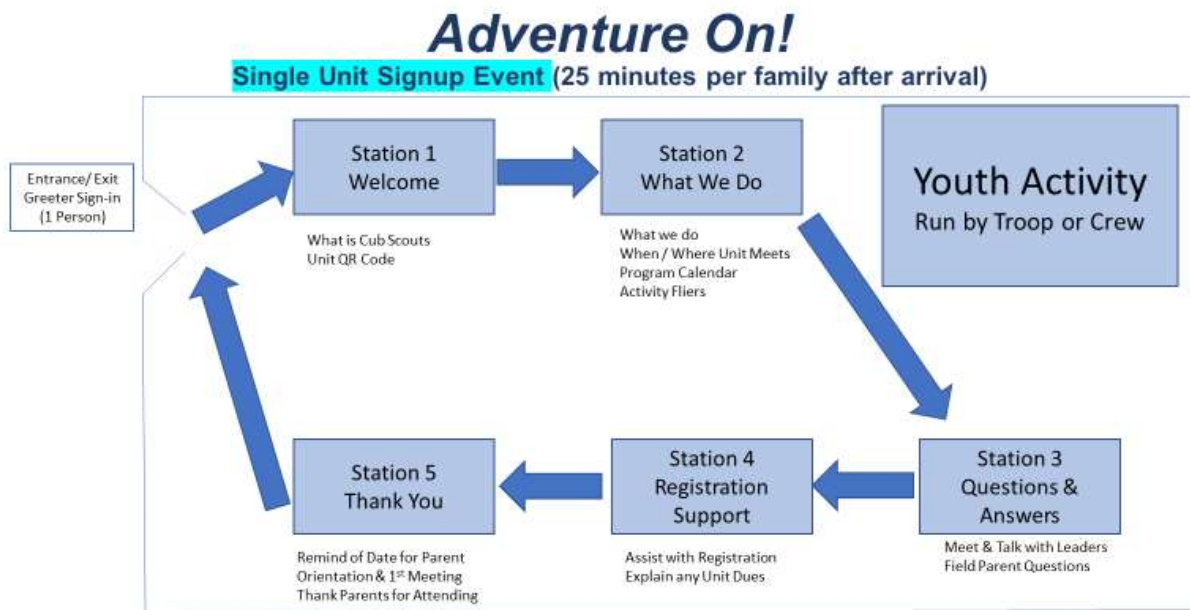 Adventure On!
Single Unit Signup Event (25 minutes per family after arrival)
Entrance/ Exit
Greeter Sign-in
(1 Person)
Station 1
Welcome
What is Cub Scouts
Unit QR Code
Station 2
What We Do
What we do
When / Where Unit Meets
Program Calendar
Activity Fliers
Youth Activity
Run by Troop or Crew
Station 3
Questions &
Answers
Meet & Talk with Leaders
Field Parent Questions
Station 4
Registration
Support
Assist with Registration
Explain any Unit Dues
Station 5
Thank You
Remind of Date for Parent
Orientation & 1st Meeting
Thank Parents for Attending